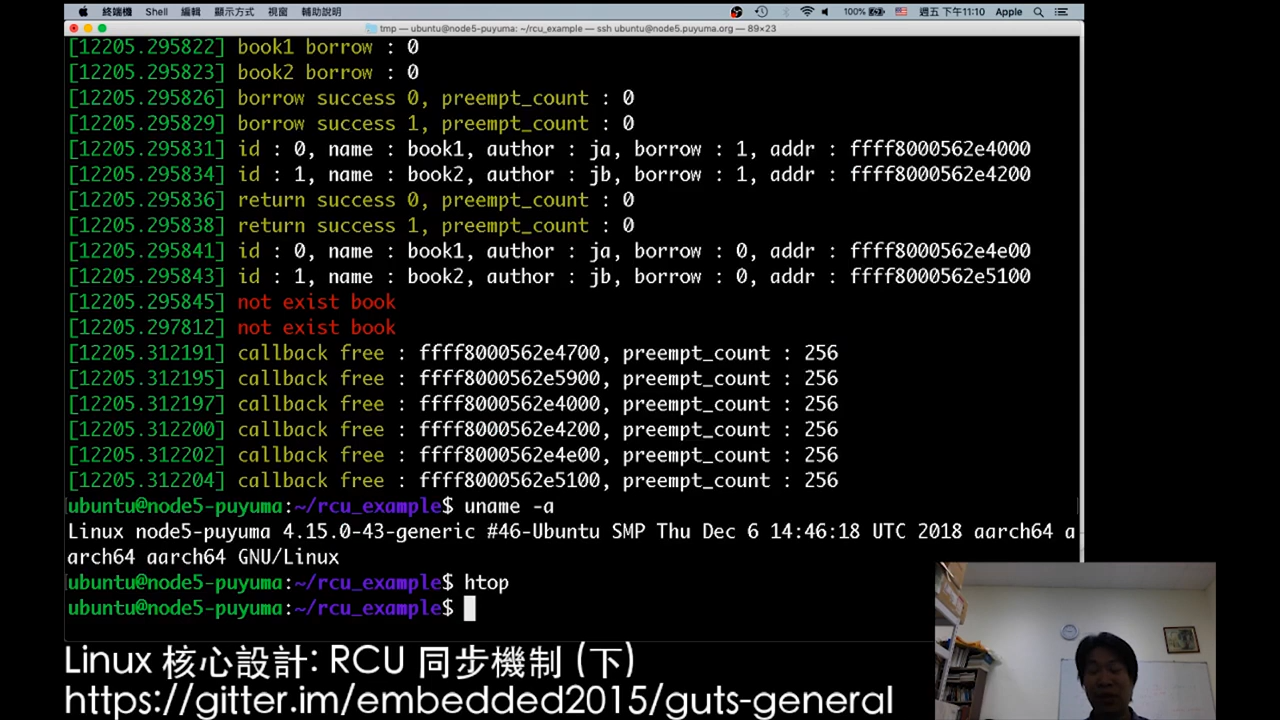 終端機 Shell 編輯 顯示方式 視窗 輔助說明 100% 週五 下午11:10 Apple
tmp — ubuntu@node5-puyuma: ~/rcu_example — ssh ubuntu@node5.puyuma.org — 89×23
[12205.295822] book1 borrow : 0
[12205.295823] book2 borrow : 0
[12205.295826] borrow success 0, preempt_count : 0
[12205.295829] borrow success 1, preempt_count : 0
[12205.295831] id : 0, name : book1, author : ja, borrow : 1, addr : ffff8000562e4000
[12205.295834] id : 1, name : book2, author : jb, borrow : 1, addr : ffff8000562e4200
[12205.295836] return success 0, preempt_count : 0
[12205.295838] return success 1, preempt_count : 0
[12205.295841] id : 0, name : book1, author : ja, borrow : 0, addr : ffff8000562e4e00
[12205.295843] id : 1, name : book2, author : jb, borrow : 0, addr : ffff8000562e5100
[12205.295845] not exist book
[12205.297812] not exist book
[12205.312191] callback free : ffff8000562e4700, preempt_count : 256
[12205.312195] callback free : ffff8000562e5900, preempt_count : 256
[12205.312197] callback free : ffff8000562e4000, preempt_count : 256
[12205.312200] callback free : ffff8000562e4200, preempt_count : 256
[12205.312202] callback free : ffff8000562e4e00, preempt_count : 256
[12205.312204] callback free : ffff8000562e5100, preempt_count : 256
ubuntu@node5-puyuma:~/rcu_example$ uname -a
Linux node5-puyuma 4.15.0-43-generic #46-Ubuntu SMP Thu Dec 6 14:46:18 UTC 2018 aarch64 a
arch64 aarch64 GNU/Linux
ubuntu@node5-puyuma:~/rcu_example$ htop
ubuntu@node5-puyuma:~/rcu_example$
Linux 核心設計: RCU 同步機制 (下)
https://gitter.im/embedded2015/guts-general